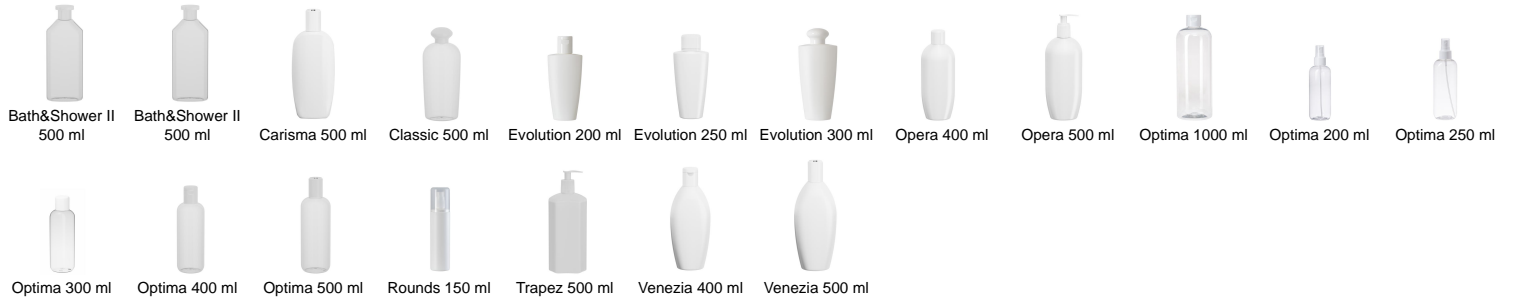 Bath&Shower II
500 ml
Bath&Shower II
500 ml
Carisma 500 ml
Classic 500 ml
Evolution 200 ml
Evolution 250 ml
Evolution 300 ml
Opera 400 ml
Opera 500 ml
Optima 1000 ml
Optima 200 ml
Optima 250 ml
Optima 300 ml
Optima 400 ml
Optima 500 ml
Rounds 150 ml
Trapez 500 ml
Venezia 400 ml
Venezia 500 ml